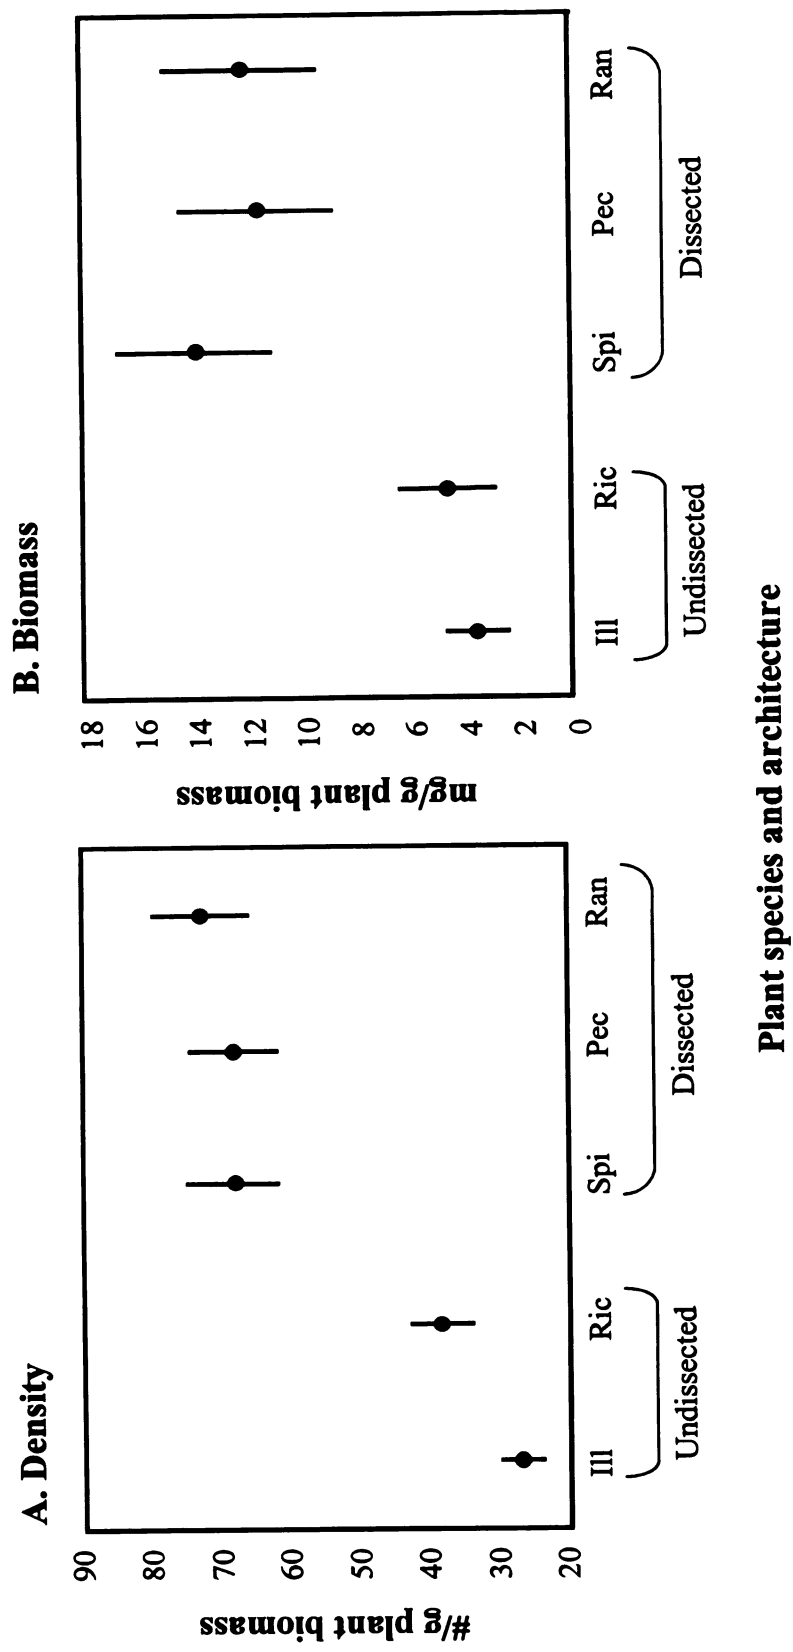 A. Density
#/g plant biomass
90
80
70
60
50
40
30
20
Ill
Ric
Spi
Pec
Ran
Undissected
Dissected
B. Biomass
mg/g plant biomass
18
16
14
12
10
8
6
4
2
0
Ill
Ric
Spi
Pec
Ran
Undissected
Dissected
Plant species and architecture